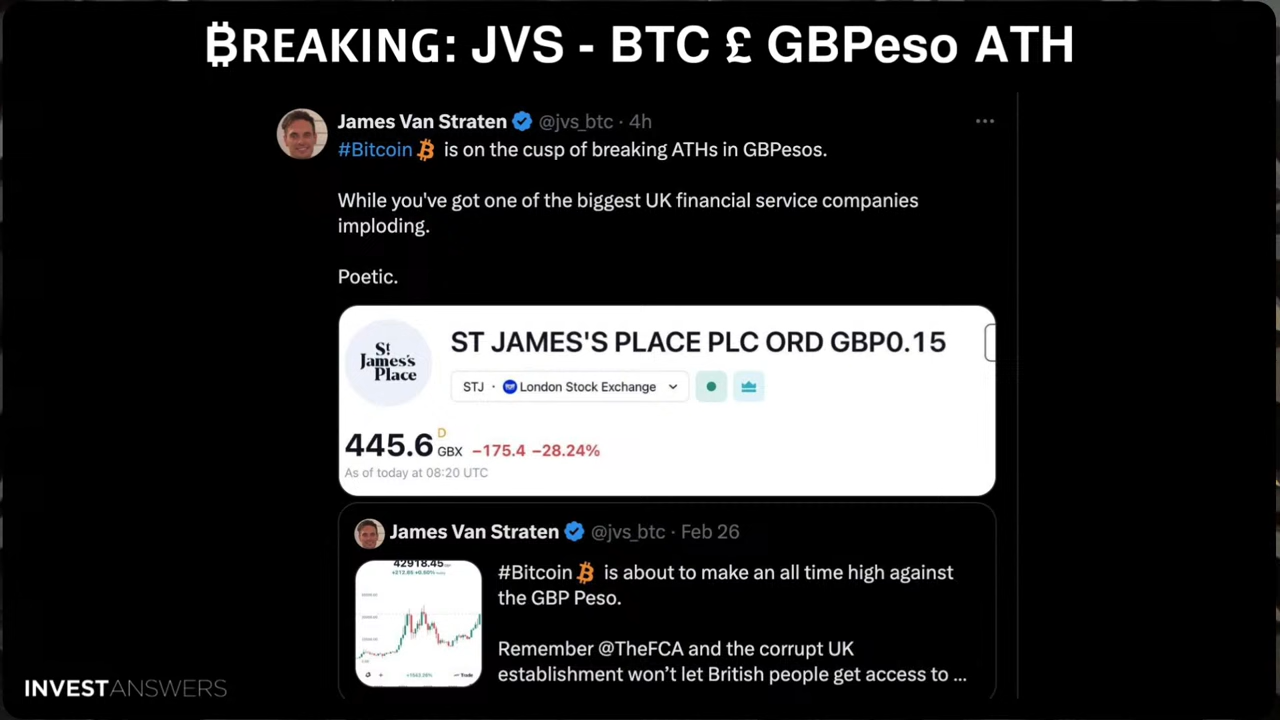 ₿REAKING: JVS - BTC £ GBPeso ATH
James Van Straten @jvs_btc · 4h
#Bitcoin is on the cusp of breaking ATHs in GBPesos.
While you've got one of the biggest UK financial service companies
imploding.
Poetic.
St James's Place
ST JAMES'S PLACE PLC ORD GBP0.15
STJ · London Stock Exchange
445.6 D GBX −175.4 −28.24%
As of today at 08:20 UTC
James Van Straten @jvs_btc · Feb 26
42918.45
#Bitcoin is about to make an all time high against
the GBP Peso.
Remember @TheFCA and the corrupt UK
establishment won't let British people get access to ...
INVESTANSWERS